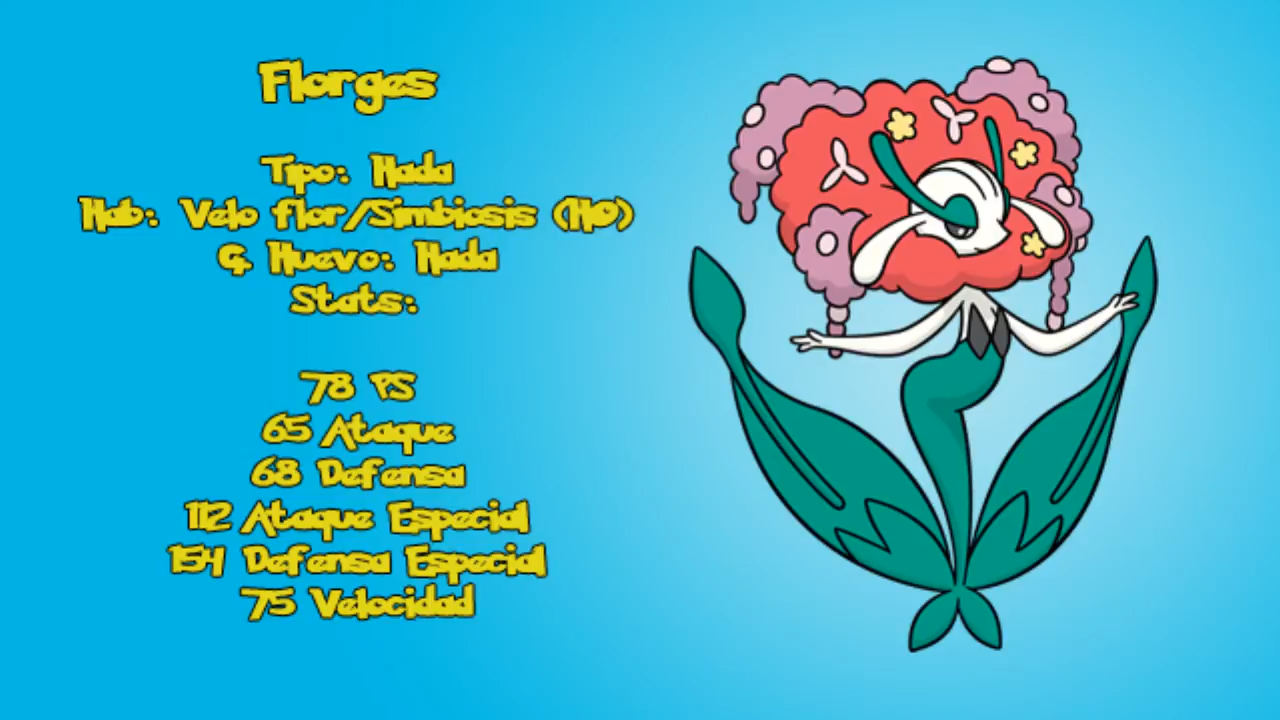 Florges
Tipo: Hada
Hab: Velo flor/Simbiosis (HO)
G. Huevo: Hada
Stats:
78 PS
65 Ataque
68 Defensa
112 Ataque Especial
154 Defensa Especial
75 Velocidad